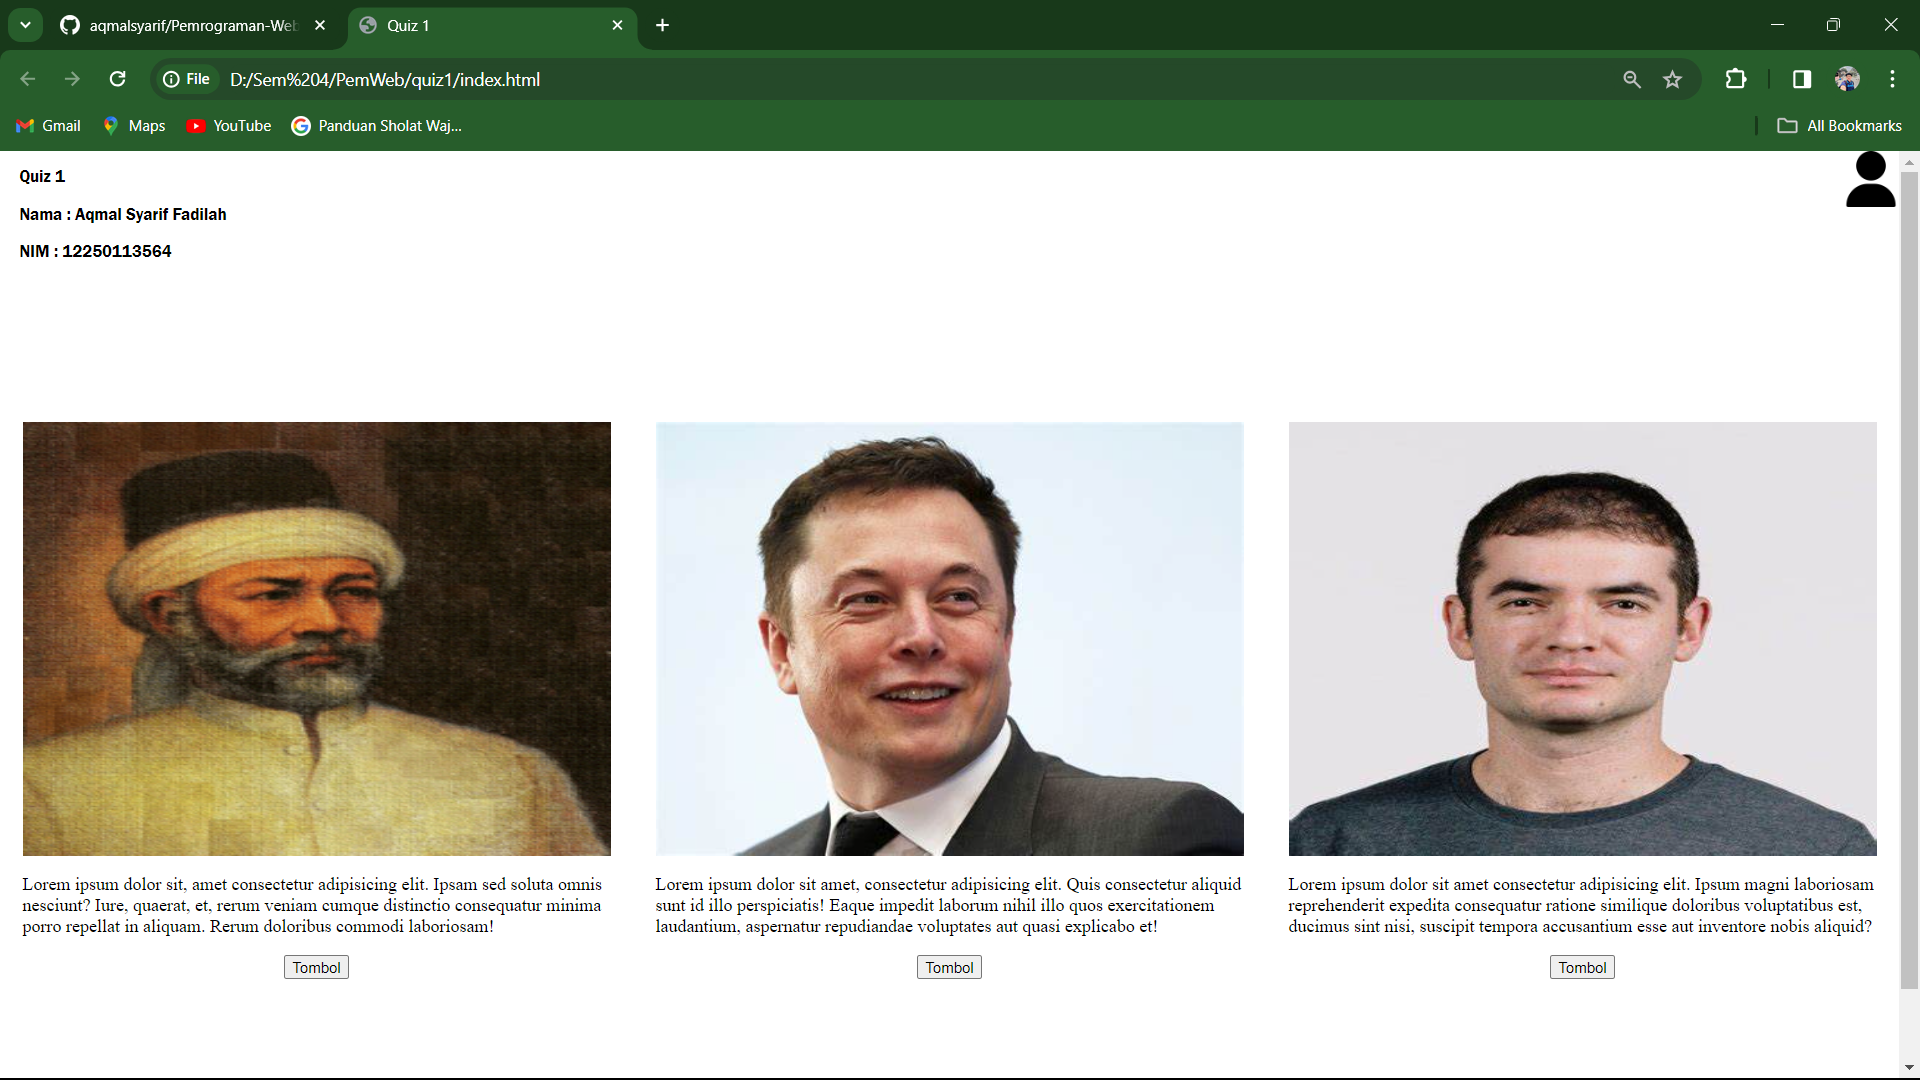 aqmalsyarif/Pemrograman-Web
Quiz 1
File
D:/Sem%204/PemWeb/quiz1/index.html
Gmail
Maps
YouTube
Panduan Sholat Waj...
All Bookmarks
Quiz 1
Nama : Aqmal Syarif Fadilah
NIM : 12250113564
Lorem ipsum dolor sit, amet consectetur adipisicing elit. Ipsam sed soluta omnis
nesciunt? Iure, quaerat, et, rerum veniam cumque distinctio consequatur minima
porro repellat in aliquam. Rerum doloribus commodi laboriosam!
Tombol
Lorem ipsum dolor sit amet, consectetur adipisicing elit. Quis consectetur aliquid
sunt id illo perspiciatis! Eaque impedit laborum nihil illo quos exercitationem
laudantium, aspernatur repudiandae voluptates aut quasi explicabo et!
Tombol
Lorem ipsum dolor sit amet consectetur adipisicing elit. Ipsum magni laboriosam
reprehenderit expedita consequatur ratione similique doloribus voluptatibus est,
ducimus sint nisi, suscipit tempora accusantium esse aut inventore nobis aliquid?
Tombol